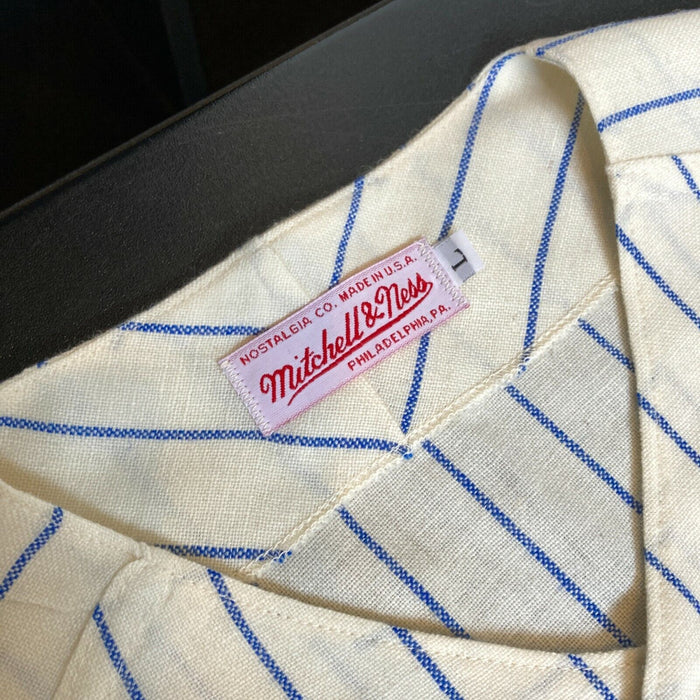 NOSTALGIA CO. MADE IN U.S.A.
Mitchell & Ness
PHILADELPHIA, PA.
L